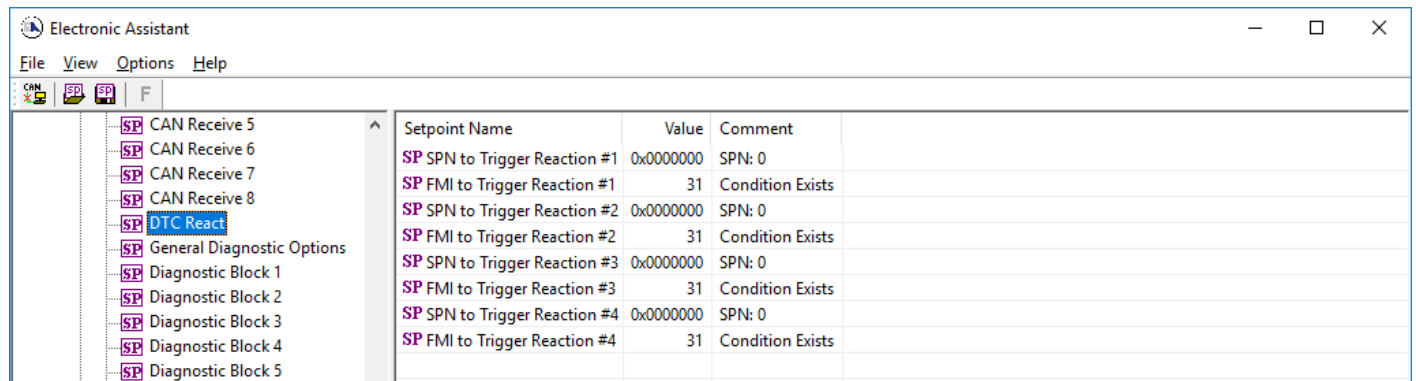 Electronic Assistant
File View Options Help
CAN SP SP F
SP CAN Receive 5
SP CAN Receive 6
SP CAN Receive 7
SP CAN Receive 8
SP DTC React
SP General Diagnostic Options
SP Diagnostic Block 1
SP Diagnostic Block 2
SP Diagnostic Block 3
SP Diagnostic Block 4
SP Diagnostic Block 5
Setpoint Name Value Comment
SP SPN to Trigger Reaction #1 0x0000000 SPN: 0
SP FMI to Trigger Reaction #1 31 Condition Exists
SP SPN to Trigger Reaction #2 0x0000000 SPN: 0
SP FMI to Trigger Reaction #2 31 Condition Exists
SP SPN to Trigger Reaction #3 0x0000000 SPN: 0
SP FMI to Trigger Reaction #3 31 Condition Exists
SP SPN to Trigger Reaction #4 0x0000000 SPN: 0
SP FMI to Trigger Reaction #4 31 Condition Exists